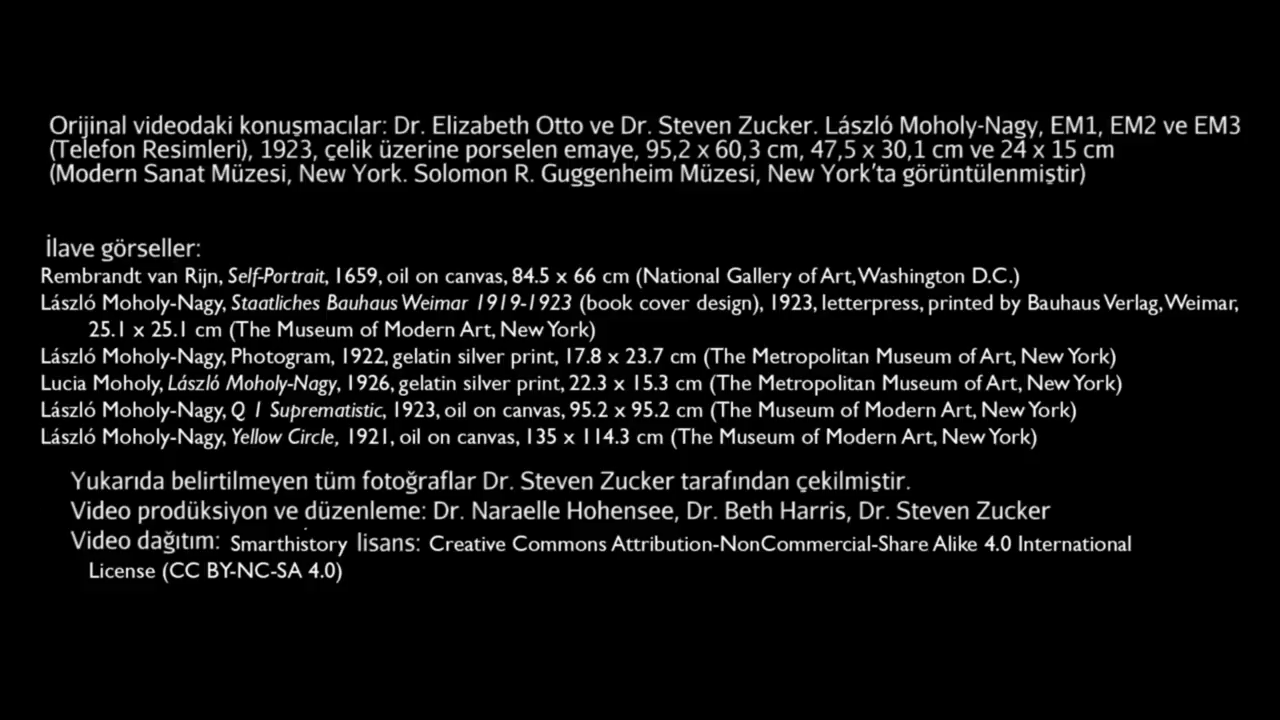 Orijinal videodaki konuşmacılar: Dr. Elizabeth Otto ve Dr. Steven Zucker. László Moholy-Nagy, EM1, EM2 ve EM3
(Telefon Resimleri), 1923, çelik üzerine porselen emaye, 95,2 x 60,3 cm, 47,5 x 30,1 cm ve 24 x 15 cm
(Modern Sanat Müzesi, New York. Solomon R. Guggenheim Müzesi, New York'ta görüntülenmiştir)
İlave görseller:
Rembrandt van Rijn, Self-Portrait, 1659, oil on canvas, 84.5 x 66 cm (National Gallery of Art, Washington D.C.)
László Moholy-Nagy, Staatliches Bauhaus Weimar 1919-1923 (book cover design), 1923, letterpress, printed by Bauhaus Verlag, Weimar,
25.1 x 25.1 cm (The Museum of Modern Art, New York)
László Moholy-Nagy, Photogram, 1922, gelatin silver print, 17.8 x 23.7 cm (The Metropolitan Museum of Art, New York)
Lucia Moholy, László Moholy-Nagy, 1926, gelatin silver print, 22.3 x 15.3 cm (The Metropolitan Museum of Art, New York)
László Moholy-Nagy, Q 1 Suprematistic, 1923, oil on canvas, 95.2 x 95.2 cm (The Museum of Modern Art, New York)
László Moholy-Nagy, Yellow Circle, 1921, oil on canvas, 135 x 114.3 cm (The Museum of Modern Art, New York)
Yukarıda belirtilmeyen tüm fotoğraflar Dr. Steven Zucker tarafından çekilmiştir.
Video prodüksiyon ve düzenleme: Dr. Naraelle Hohensee, Dr. Beth Harris, Dr. Steven Zucker
Video dağıtım: Smarthistory lisans: Creative Commons Attribution-NonCommercial-Share Alike 4.0 International
License (CC BY-NC-SA 4.0)